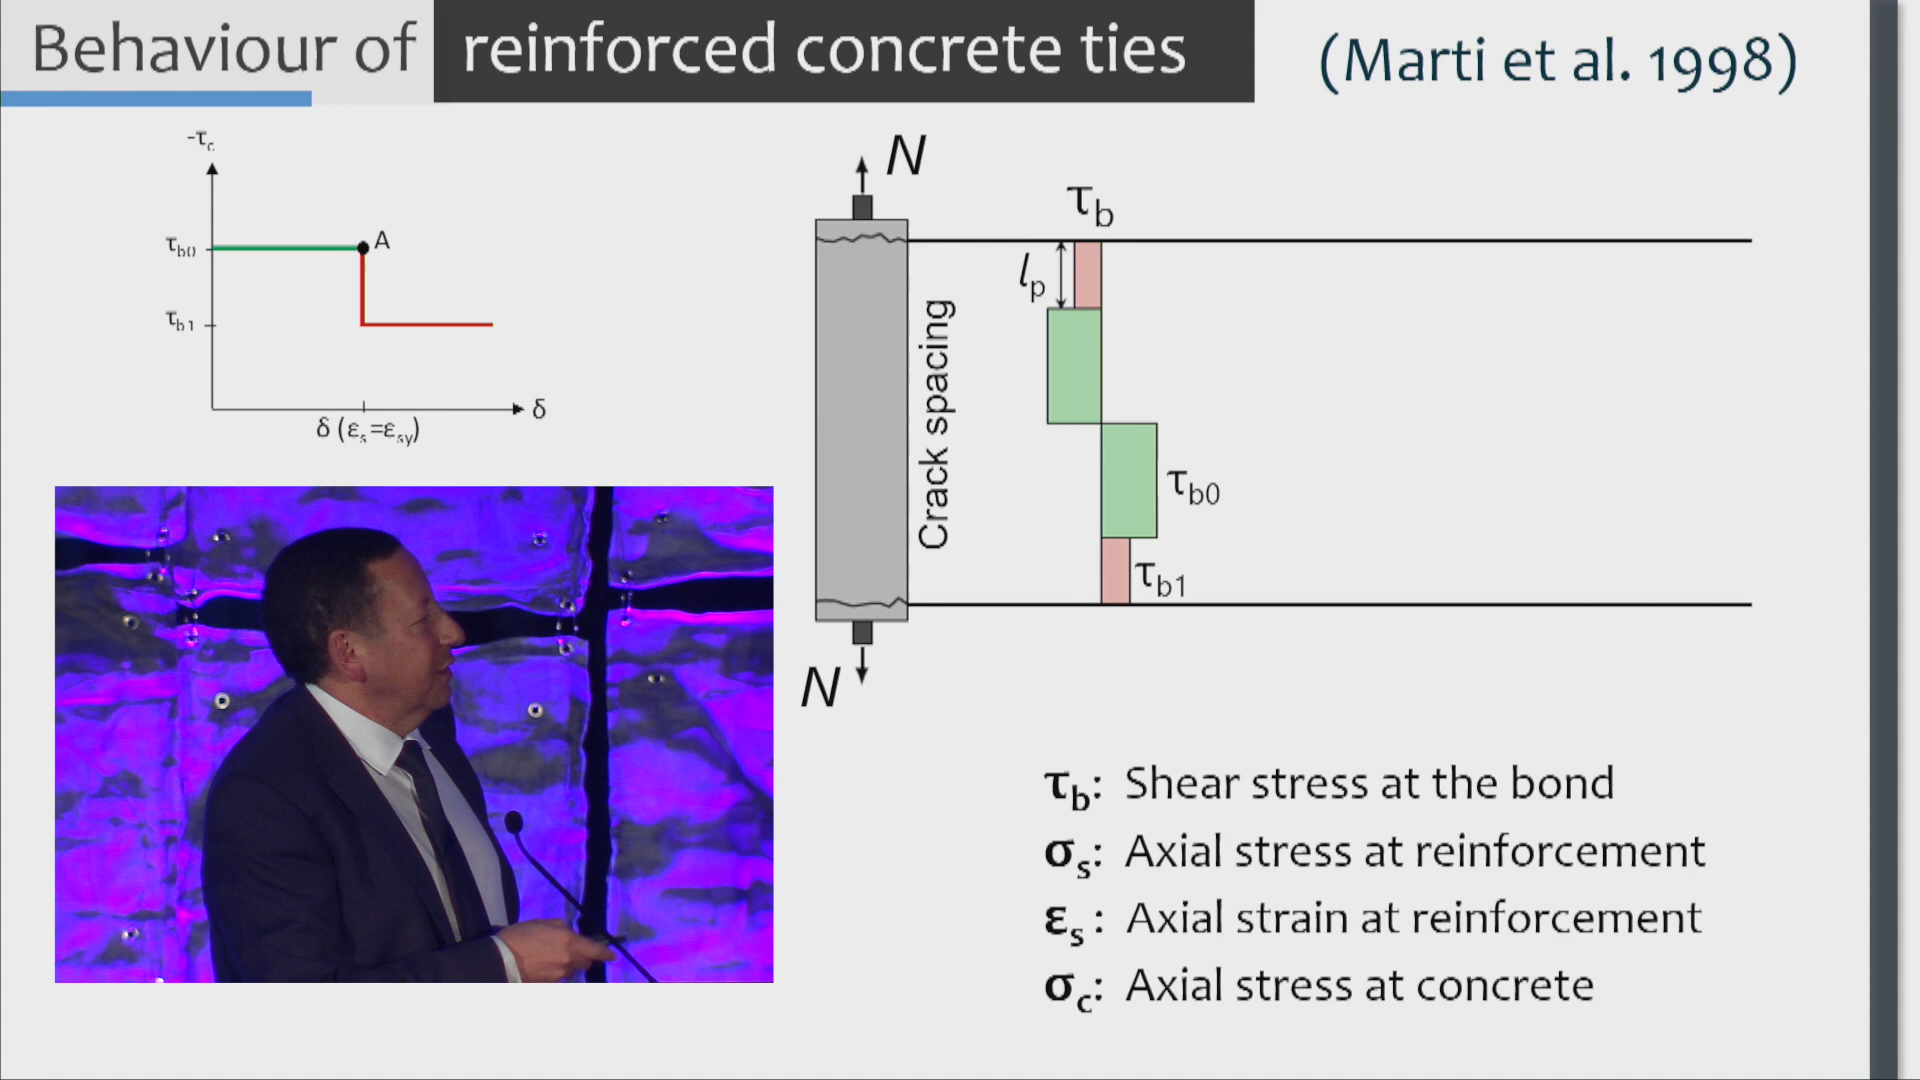 Behaviour of reinforced concrete ties (Marti et al. 1998)
-τc
τb0
A
τb1
δ
δ (εs=εsy)
N
τb
lp
Crack spacing
τb0
τb1
N
τb: Shear stress at the bond
σs: Axial stress at reinforcement
εs: Axial strain at reinforcement
σc: Axial stress at concrete